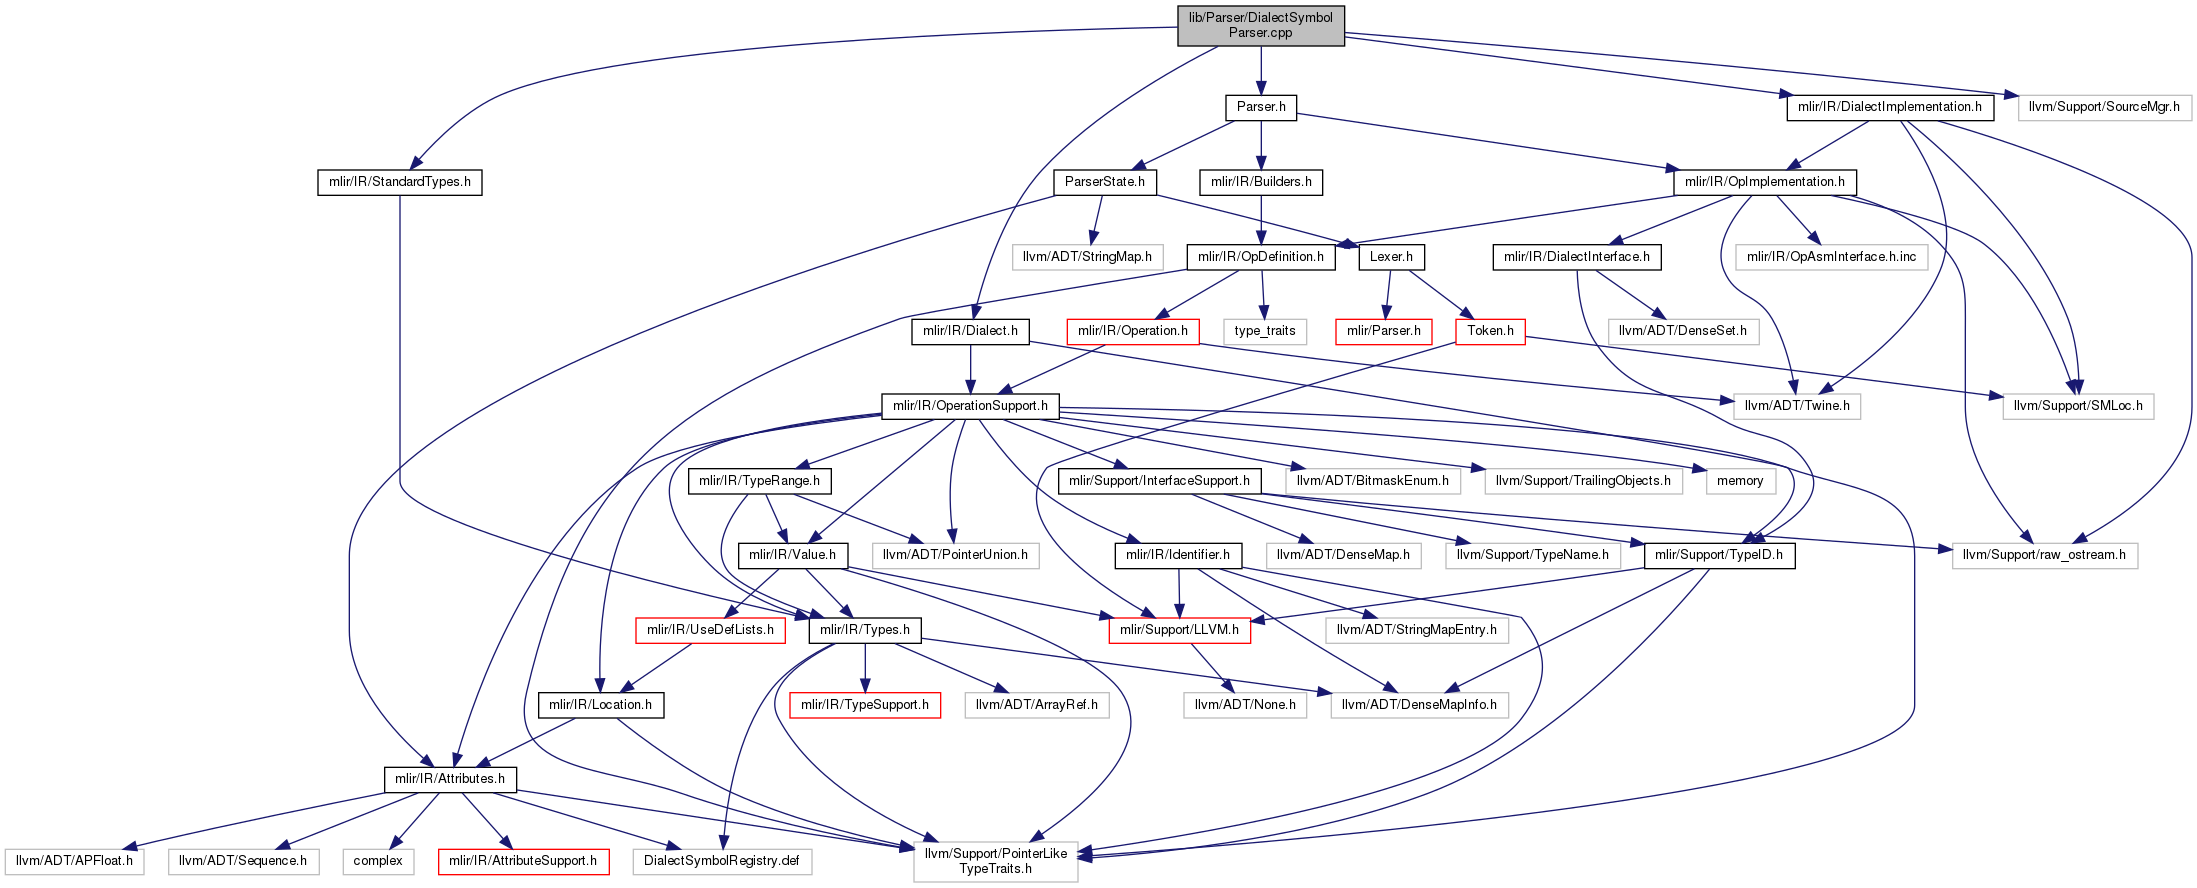 lib/Parser/DialectSymbol
Parser.cpp
Parser.h
mlir/IR/DialectImplementation.h
llvm/Support/SourceMgr.h
mlir/IR/StandardTypes.h
ParserState.h
mlir/IR/Builders.h
mlir/IR/OpImplementation.h
llvm/ADT/StringMap.h
mlir/IR/OpDefinition.h
Lexer.h
mlir/IR/DialectInterface.h
mlir/IR/OpAsmInterface.h.inc
mlir/IR/Dialect.h
mlir/IR/Operation.h
type_traits
mlir/Parser.h
Token.h
llvm/ADT/DenseSet.h
mlir/IR/OperationSupport.h
llvm/ADT/Twine.h
llvm/Support/SMLoc.h
mlir/IR/TypeRange.h
mlir/Support/InterfaceSupport.h
llvm/ADT/BitmaskEnum.h
llvm/Support/TrailingObjects.h
memory
mlir/IR/Value.h
llvm/ADT/PointerUnion.h
mlir/IR/Identifier.h
llvm/ADT/DenseMap.h
llvm/Support/TypeName.h
mlir/Support/TypeID.h
llvm/Support/raw_ostream.h
mlir/IR/UseDefLists.h
mlir/IR/Types.h
mlir/Support/LLVM.h
llvm/ADT/StringMapEntry.h
mlir/IR/Location.h
mlir/IR/TypeSupport.h
llvm/ADT/ArrayRef.h
llvm/ADT/None.h
llvm/ADT/DenseMapInfo.h
mlir/IR/Attributes.h
llvm/ADT/APFloat.h
llvm/ADT/Sequence.h
complex
mlir/IR/AttributeSupport.h
DialectSymbolRegistry.def
llvm/Support/PointerLike
TypeTraits.h